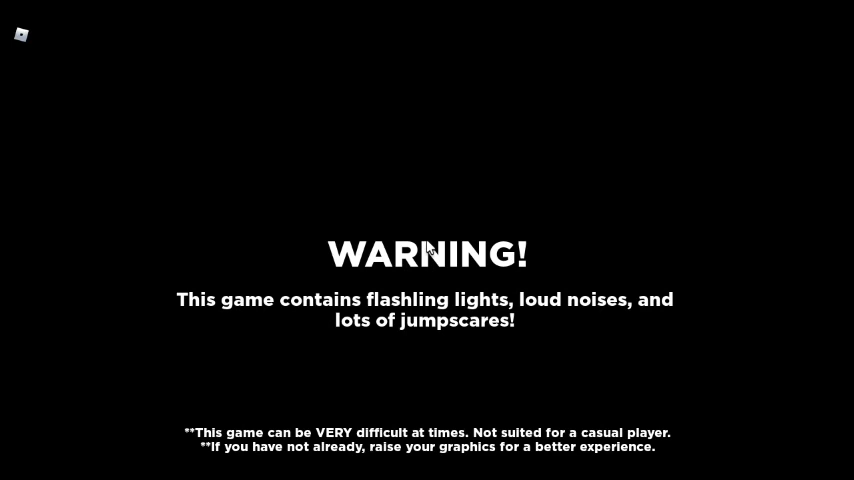 WARNING!
This game contains flashling lights, loud noises, and
lots of jumpscares!
**This game can be VERY difficult at times. Not suited for a casual player.
**If you have not already, raise your graphics for a better experience.